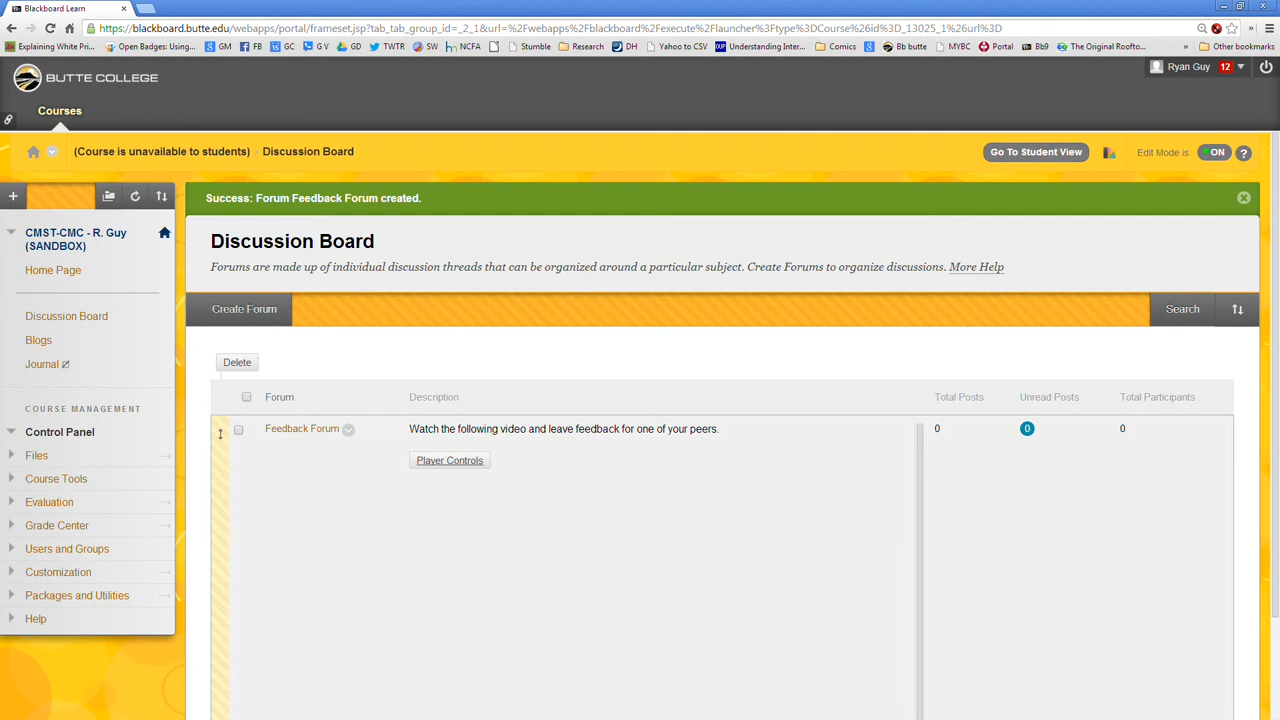 Blackboard Learn
https://blackboard.butte.edu/webapps/portal/frameset.jsp?tab_tab_group_id=_2_1&url=%2Fwebapps%2Fblackboard%2Fexecute%2Flauncher%3Ftype%3DCourse%26id%3D_13025_1%26url%3D
Explaining White Pri... Open Badges: Using... GM FB GC G V GD TWTR SW NCFA Stumble Research DH Yahoo to CSV Understanding Inter... Comics Bb butte MYBC Portal Bb9 The Original Roofto... » Other bookmarks
BUTTE COLLEGE
Ryan Guy 12
Courses
(Course is unavailable to students) Discussion Board
Go To Student View Edit Mode is: ON ?
Success: Forum Feedback Forum created.
CMST-CMC - R. Guy
(SANDBOX)
Home Page
Discussion Board
Blogs
Journal
COURSE MANAGEMENT
Control Panel
Files
Course Tools
Evaluation
Grade Center
Users and Groups
Customization
Packages and Utilities
Help
Discussion Board
Forums are made up of individual discussion threads that can be organized around a particular subject. Create Forums to organize discussions. More Help
Create Forum Search
Delete
Forum Description Total Posts Unread Posts Total Participants
Feedback Forum Watch the following video and leave feedback for one of your peers. 0 0 0
Player Controls